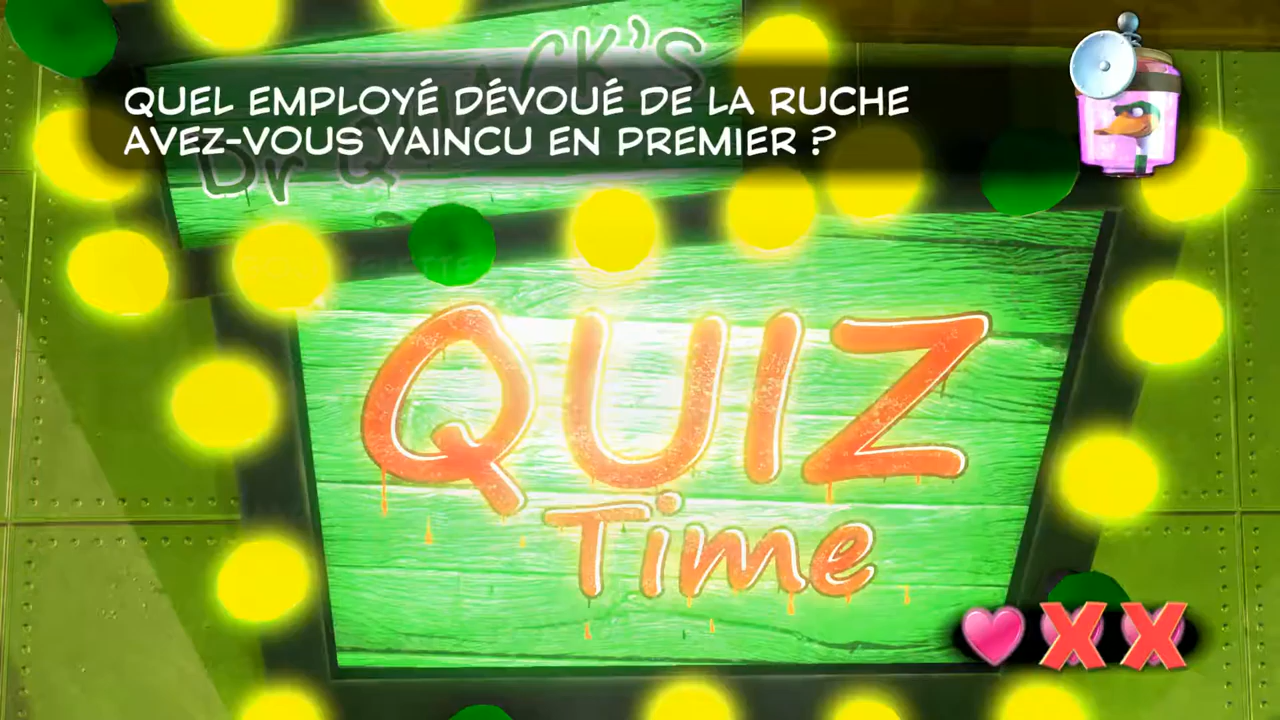 QUEL EMPLOYÉ DÉVOUÉ DE LA RUCHE
AVEZ-VOUS VAINCU EN PREMIER ?
QUIZ
Time